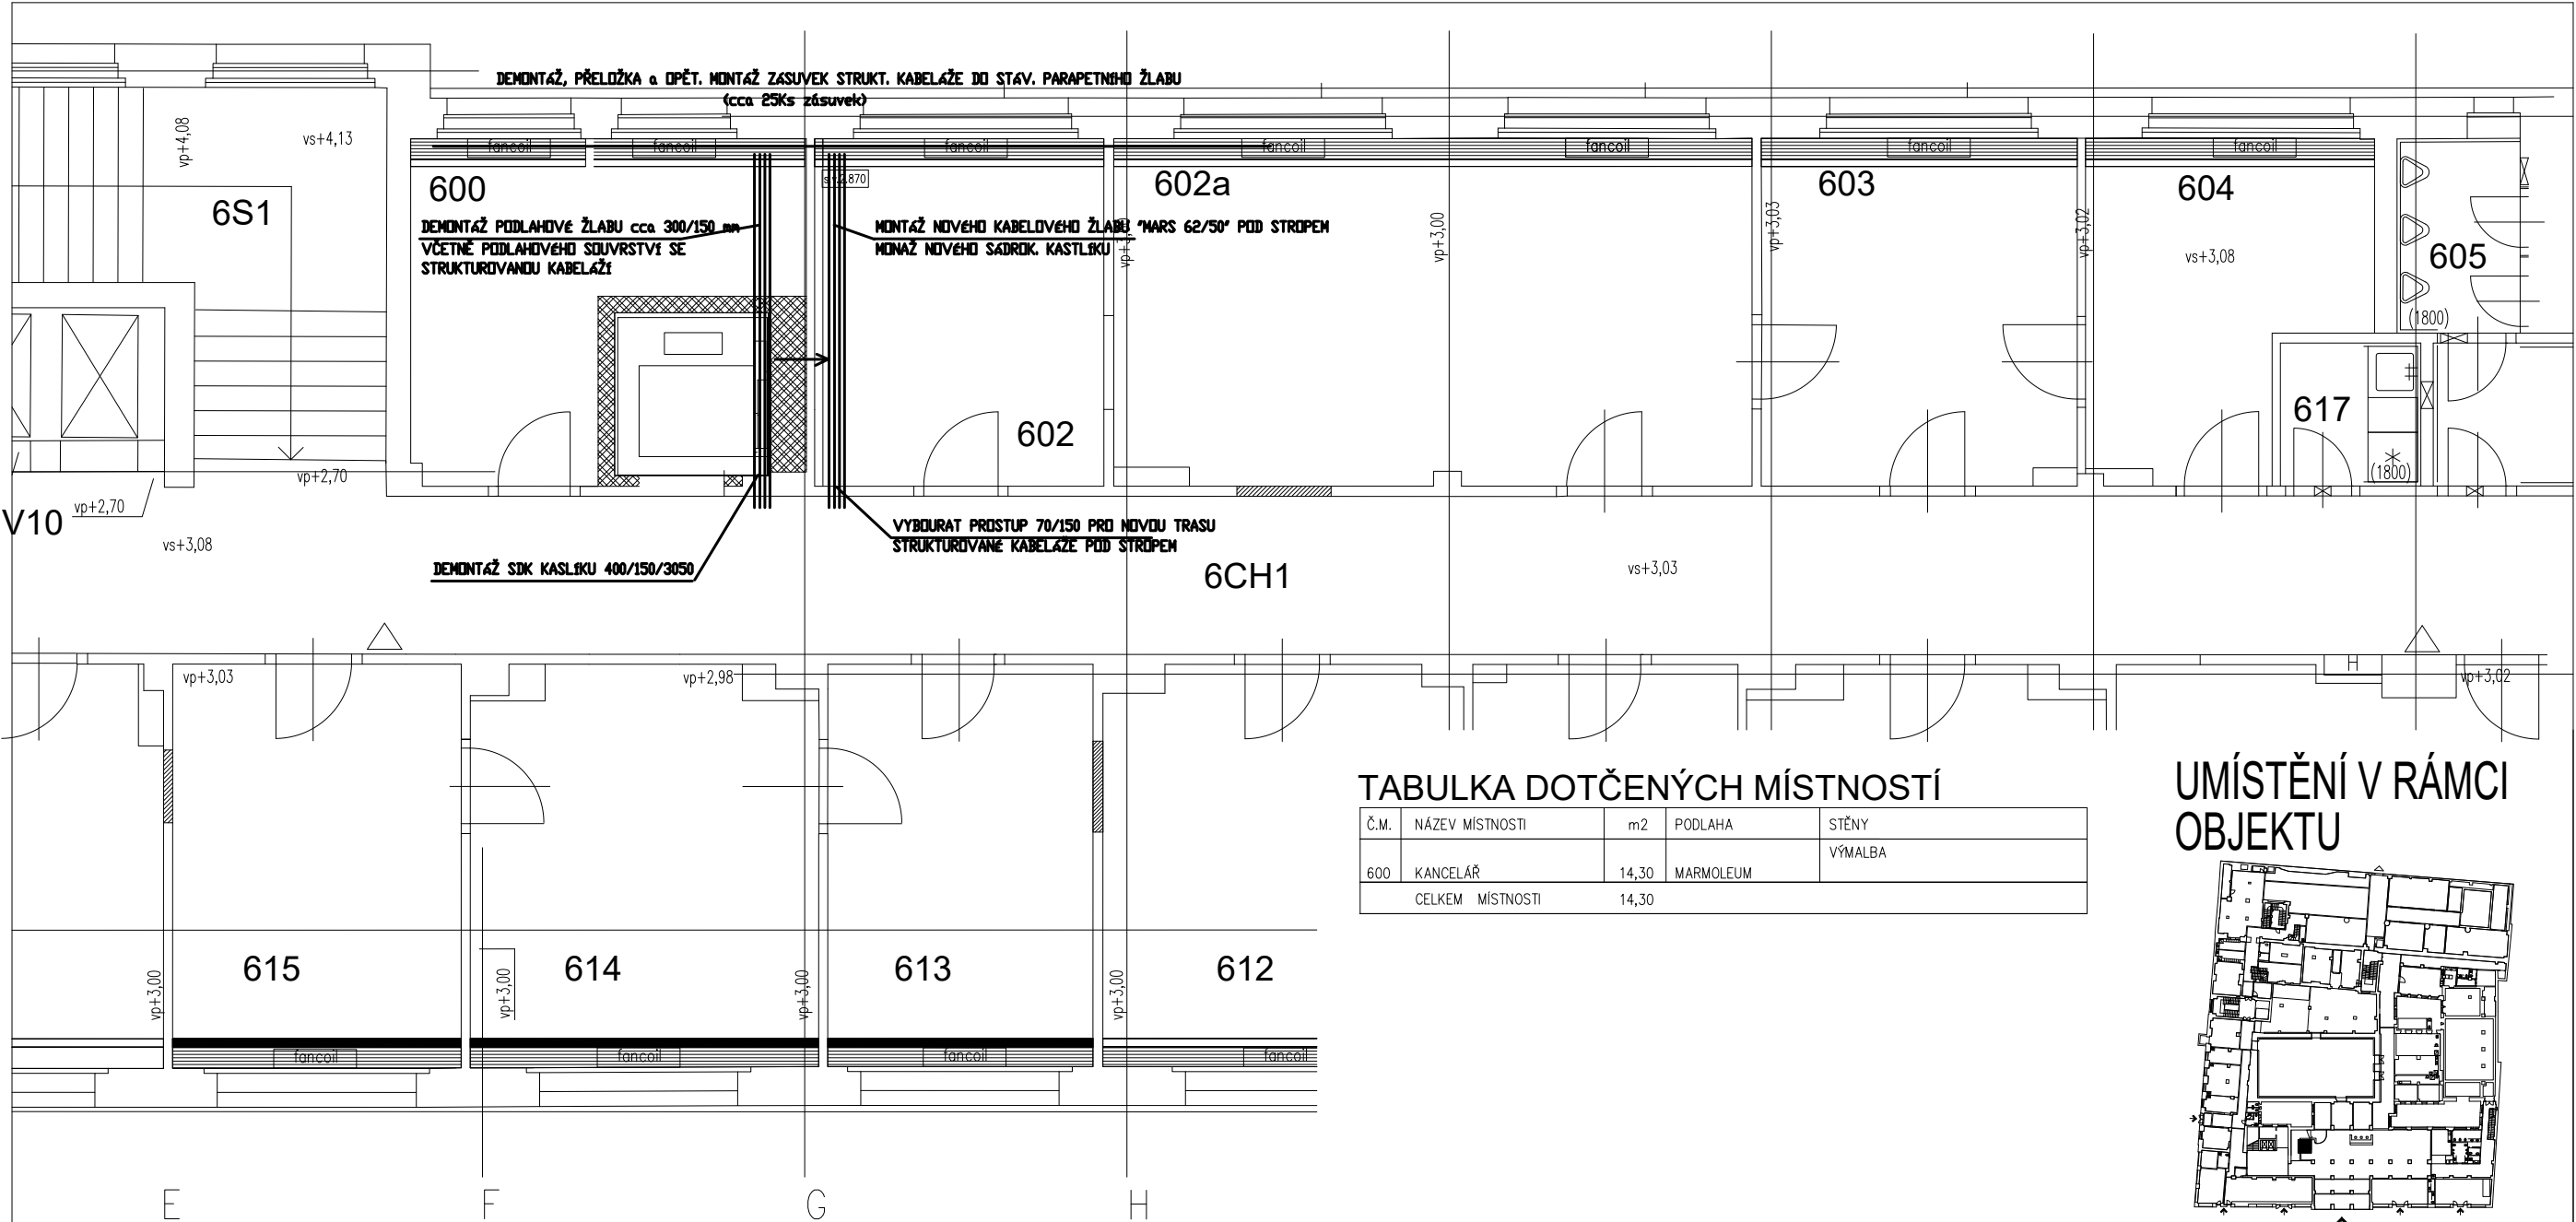 DEMONTÁŽ, PŘELOŽKA a OPĚT. MONTÁŽ ZÁSUVEK STRUKT. KABELÁŽE DO STÁV. PARAPETNÍHO ŽLABU
(cca 25Ks zásuvek)
vp+4,08
vs+4,13
fancoil
fancoil
fancoil
fancoil
fancoil
fancoil
fancoil
6S1
600
602a
603
604
605
DEMONTÁŽ PODLAHOVÉ ŽLABU cca 300/150 mm
VČETNĚ PODLAHOVÉHO SOUVRSTVÍ SE
STRUKTUROVANOU KABELÁŽÍ
MONTÁŽ NOVÉHO KABELOVÉHO ŽLABU "MARS 62/50" POD STROPEM
MONAŽ NOVÉHO SÁDROK. KASTLÍKU
vp+3,00
vp+3,03
vp+3,02
vs+3,08
(1800)
602
617
(1800)
vp+2,70
vp+2,70
V10
vs+3,08
VYBOURAT PROSTUP 70/150 PRO NOVOU TRASU
STRUKTUROVANÉ KABELÁŽE POD STROPEM
DEMONTÁŽ SDK KASLÍKU 400/150/3050
6CH1
vs+3,03
vp+3,03
vp+2,98
H
vp+3,02
TABULKA DOTČENÝCH MÍSTNOSTÍ
Č.M. NÁZEV MÍSTNOSTI m2 PODLAHA STĚNY
VÝMALBA
600 KANCELÁŘ 14,30 MARMOLEUM
CELKEM MÍSTNOSTI 14,30
UMÍSTĚNÍ V RÁMCI
OBJEKTU
615
614
613
612
vp+3,00
vp+3,00
vp+3,00
vp+3,00
fancoil
fancoil
fancoil
fancoil
E
F
G
H